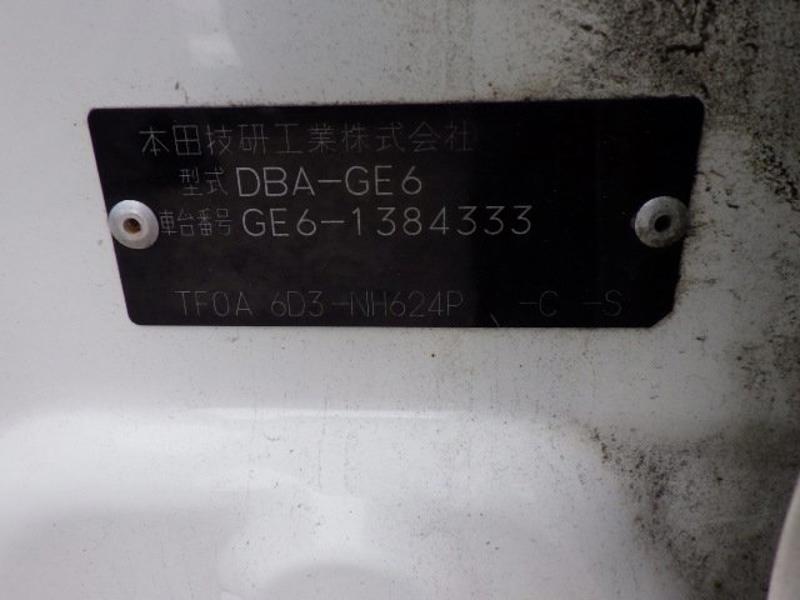 本田技研工業株式会社
型式 DBA-GE6
車台番号 GE6-1384333
TF0A 6D3-NH624P -C -S